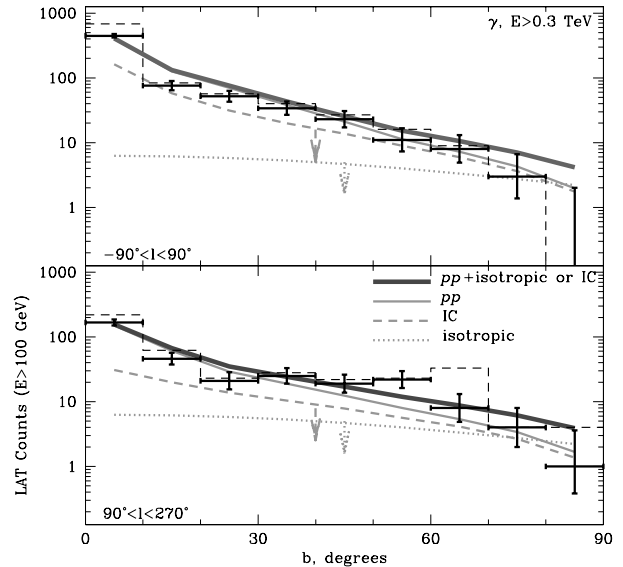 1000
γ, E>0.3 TeV
100
10
1
−90°<l<90°
1000
pp+isotropic or IC
pp
100
IC
isotropic
10
1
90°<l<270°
0
30
60
90
b, degrees
LAT Counts (E>100 GeV)